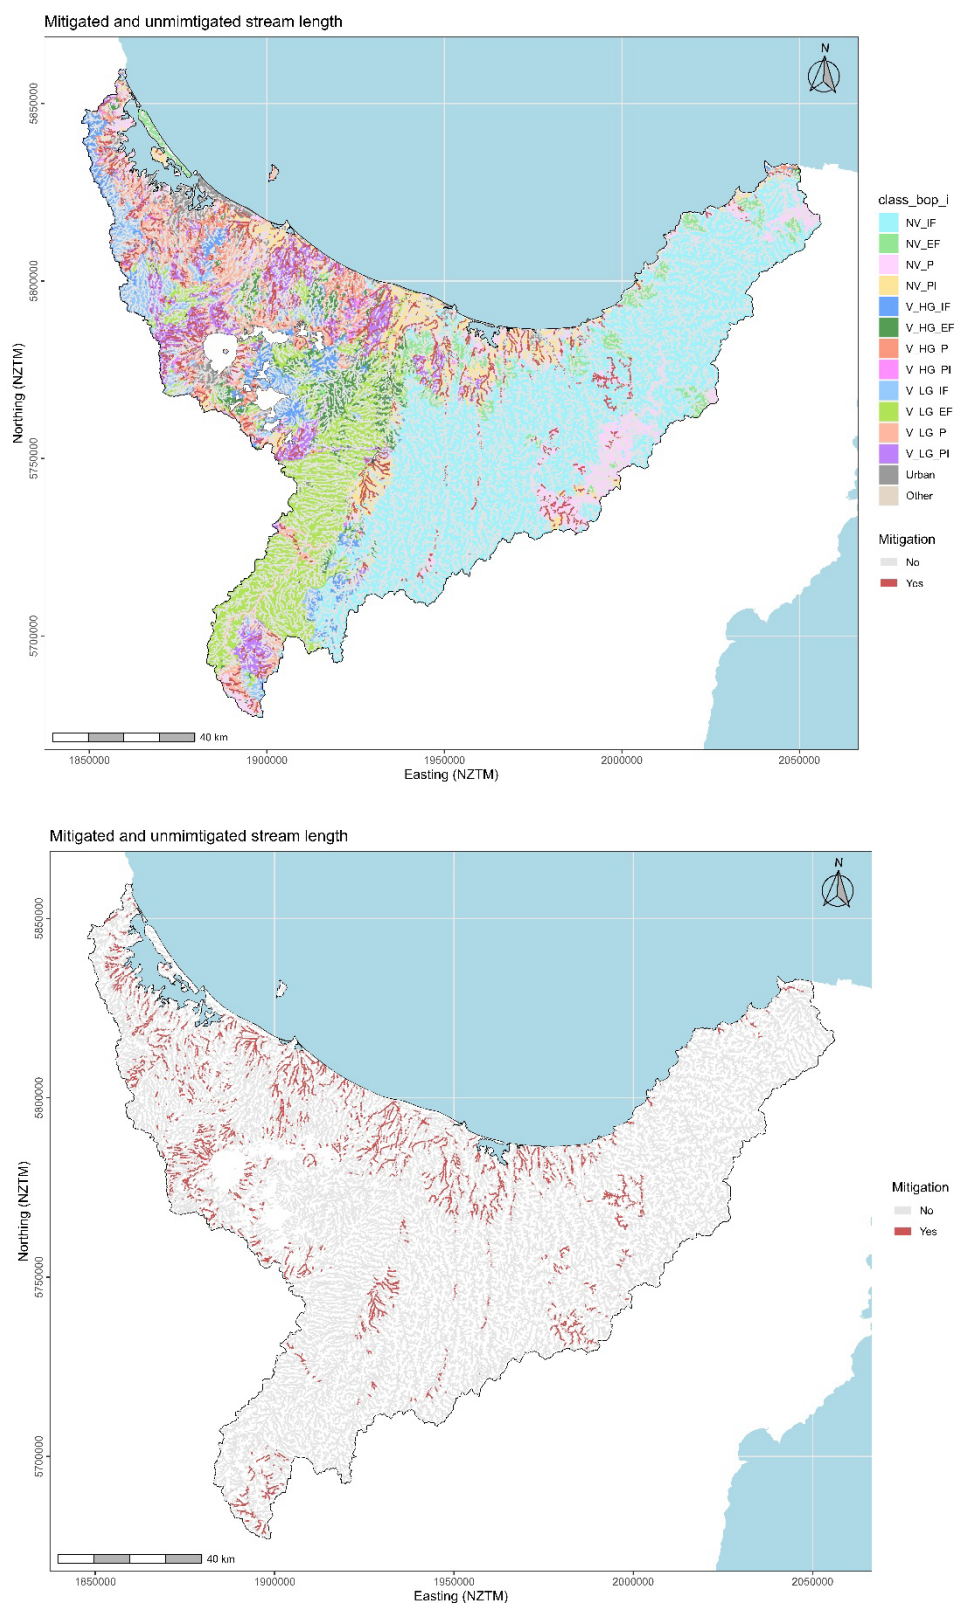 Mitigated and unmimtigated stream length
N
5850000
5800000
5750000
5700000
Northing (NZTM)
40 km
1850000 1900000 1950000 2000000 2050000
Easting (NZTM)
class_bop_i
NV_IF
NV_EF
NV_P
NV_PI
V_HG_IF
V_HG_EF
V_HG_P
V_HG_PI
V_LG_IF
V_LG_EF
V_LG_P
V_LG_PI
Urban
Other
Mitigation
No
Yes
Mitigated and unmimtigated stream length
N
5850000
5800000
5750000
5700000
Northing (NZTM)
40 km
1850000 1900000 1950000 2000000 2050000
Easting (NZTM)
Mitigation
No
Yes